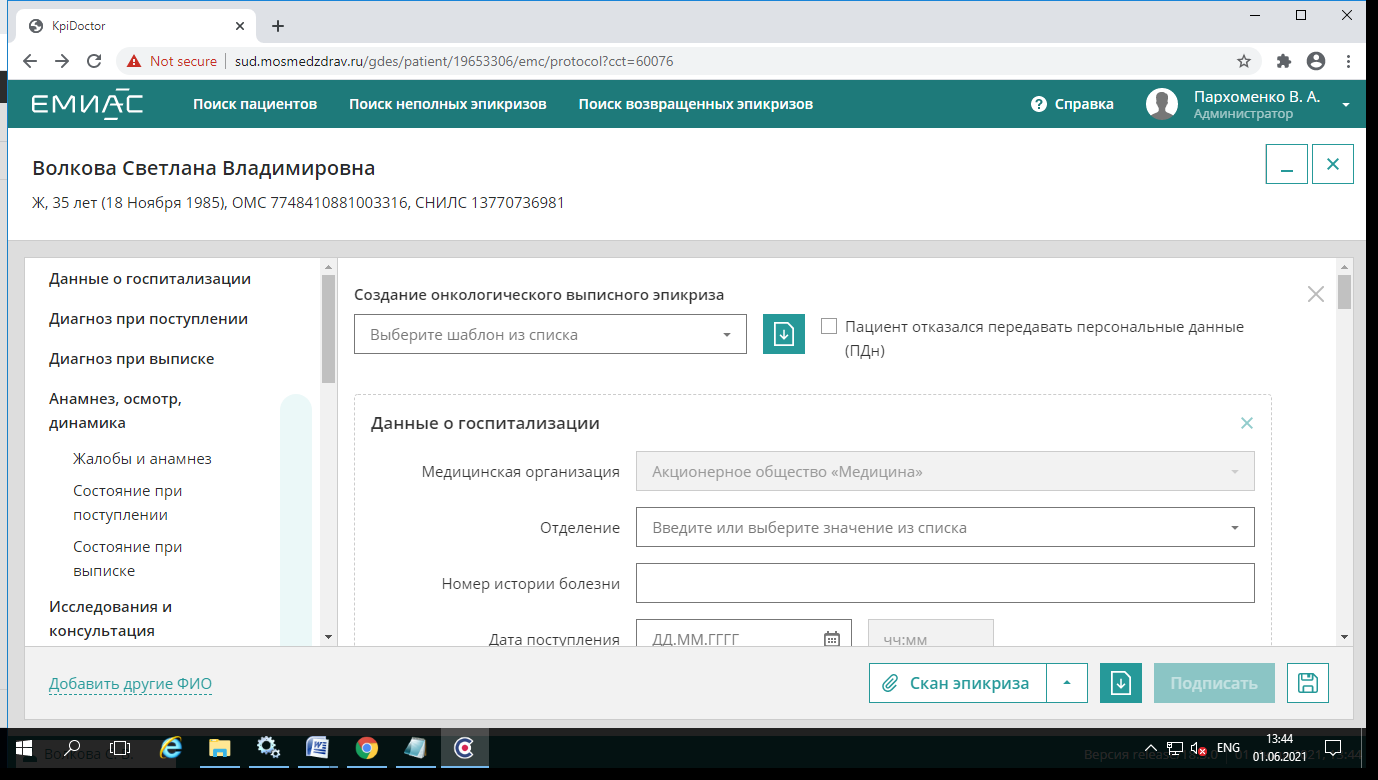 KpiDoctor
Not secure
sud.mosmedzdrav.ru/gdes/patient/19653306/emc/protocol?cct=60076
ЕМИАС
Поиск пациентов
Поиск неполных эпикризов
Поиск возвращенных эпикризов
Справка
Пархоменко В. А.
Администратор
Волкова Светлана Владимировна
Ж, 35 лет (18 Ноября 1985), ОМС 7748410881003316, СНИЛС 13770736981
Данные о госпитализации
Диагноз при поступлении
Диагноз при выписке
Анамнез, осмотр,
динамика
Жалобы и анамнез
Состояние при
поступлении
Состояние при
выписке
Исследования и
консультация
Создание онкологического выписного эпикриза
Выберите шаблон из списка
Пациент отказался передавать персональные данные
(ПДн)
Данные о госпитализации
Медицинская организация
Акционерное общество «Медицина»
Отделение
Введите или выберите значение из списка
Номер истории болезни
Дата поступления
ДД.ММ.ГГГГ
чч:мм
Добавить другие ФИО
Скан эпикриза
Подписать
Волкова С. В.
Версия release
ENG
13:44
01.06.2021